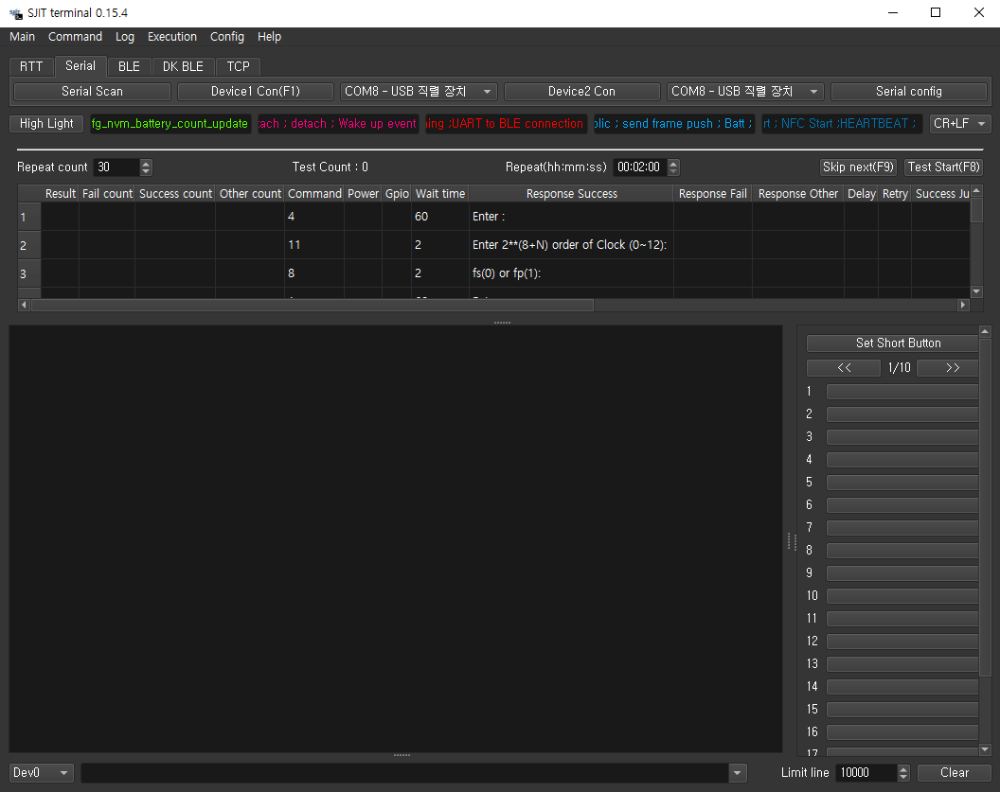 SJIT terminal 0.15.4
Main Command Log Execution Config Help
RTT Serial BLE DK BLE TCP
Serial Scan Device1 Con(F1) COM8 - USB 직렬 장치 Device2 Con COM8 - USB 직렬 장치 Serial config
High Light fg_nvm_battery_count_update ach ; detach ; Wake up event ing ;UART to BLE connection blic ; send frame push ; Batt ; rt ; NFC Start ;HEARTBEAT ; CR+LF
Repeat count 30 Test Count : 0 Repeat(hh:mm:ss) 00:02:00 Skip next(F9) Test Start(F8)
Result Fail count Success count Other count Command Power Gpio Wait time Response Success Response Fail Response Other Delay Retry Success Ju
1 4 60 Enter :
2 11 2 Enter 2**(8+N) order of Clock (0~12):
3 8 2 fs(0) or fp(1):
Set Short Button
<< 1/10 >>
1
2
3
4
5
6
7
8
9
10
11
12
13
14
15
16
17
Dev0 Limit line 10000 Clear